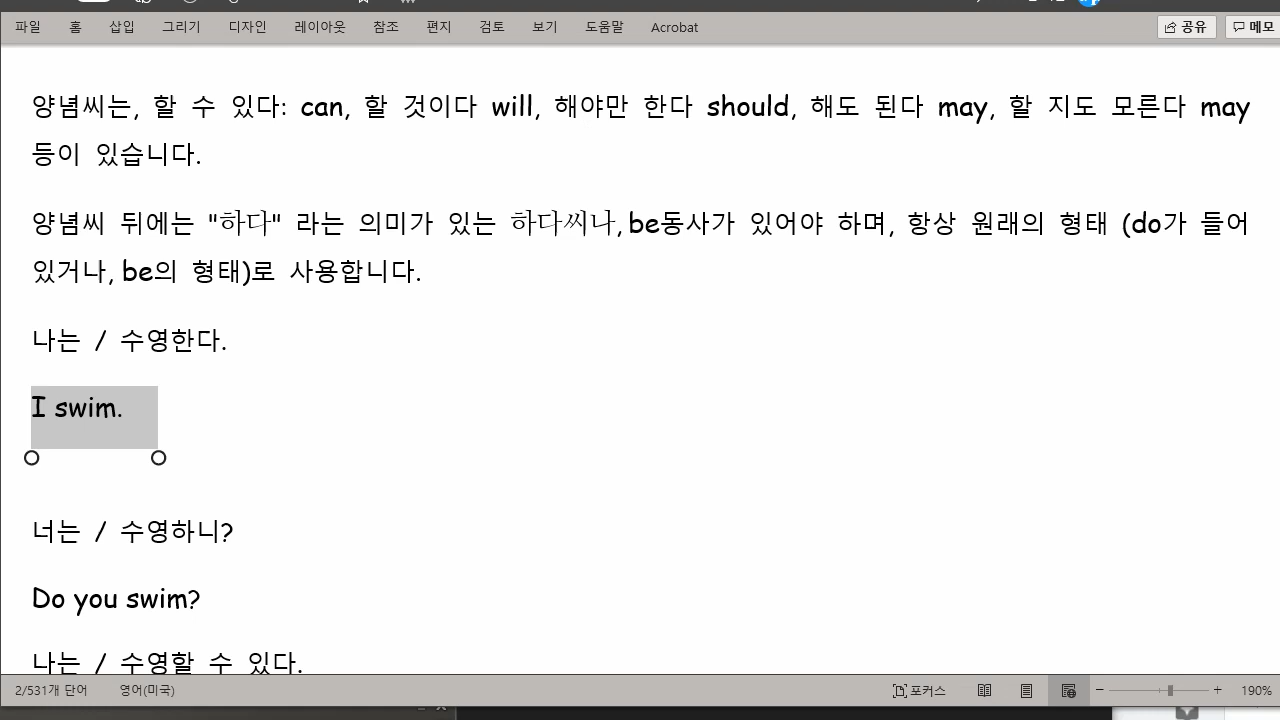 파일 홈 삽입 그리기 디자인 레이아웃 참조 편지 검토 보기 도움말 Acrobat 공유 메모
양념씨는, 할 수 있다: can, 할 것이다 will, 해야만 한다 should, 해도 된다 may, 할 지도 모른다 may
등이 있습니다.
양념씨 뒤에는 "하다" 라는 의미가 있는 하다씨나, be동사가 있어야 하며, 항상 원래의 형태 (do가 들어
있거나, be의 형태)로 사용합니다.
나는 / 수영한다.
I swim.
너는 / 수영하니?
Do you swim?
나는 / 수영할 수 있다.
2/531개 단어 영어(미국) 포커스 190%